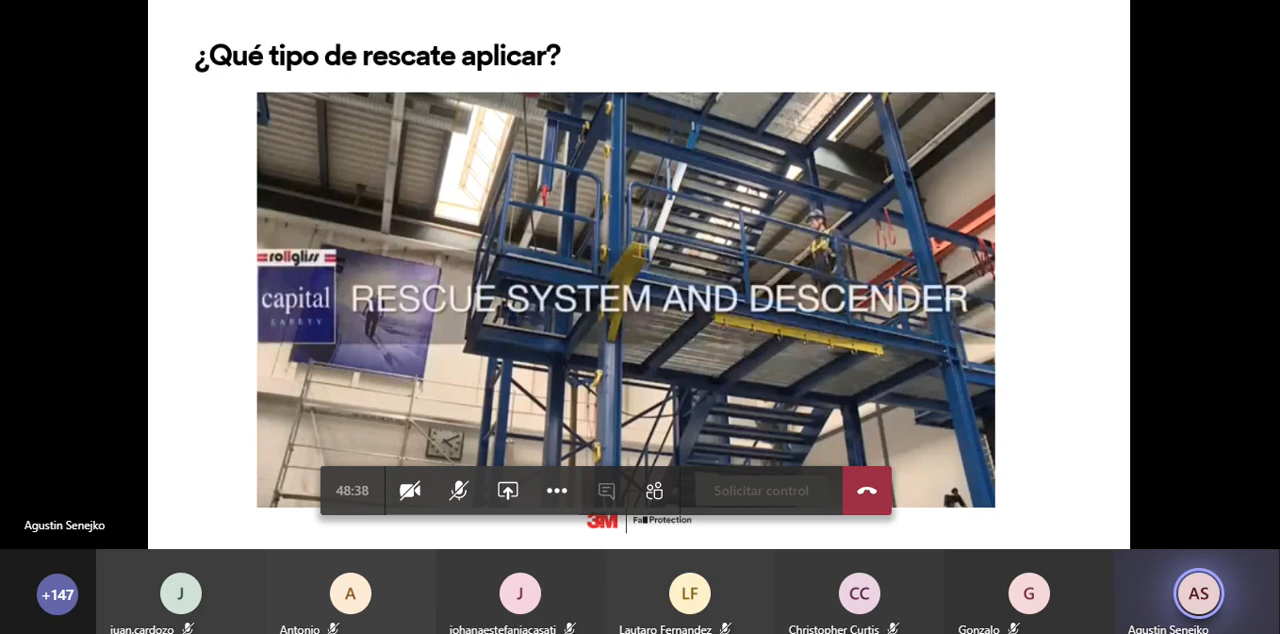 ¿Qué tipo de rescate aplicar?
rollgliss
capital
SAFETY
RESCUE SYSTEM AND DESCENDER
48:38
Solicitar control
3M
Fall Protection
Agustin Senejko
+147
J
A
J
LF
CC
G
AS
juan.cardozo
Antonio
johanaestefaniacasati
Lautaro Fernandez
Christopher Curtis
Gonzalo
Agustin Senejko